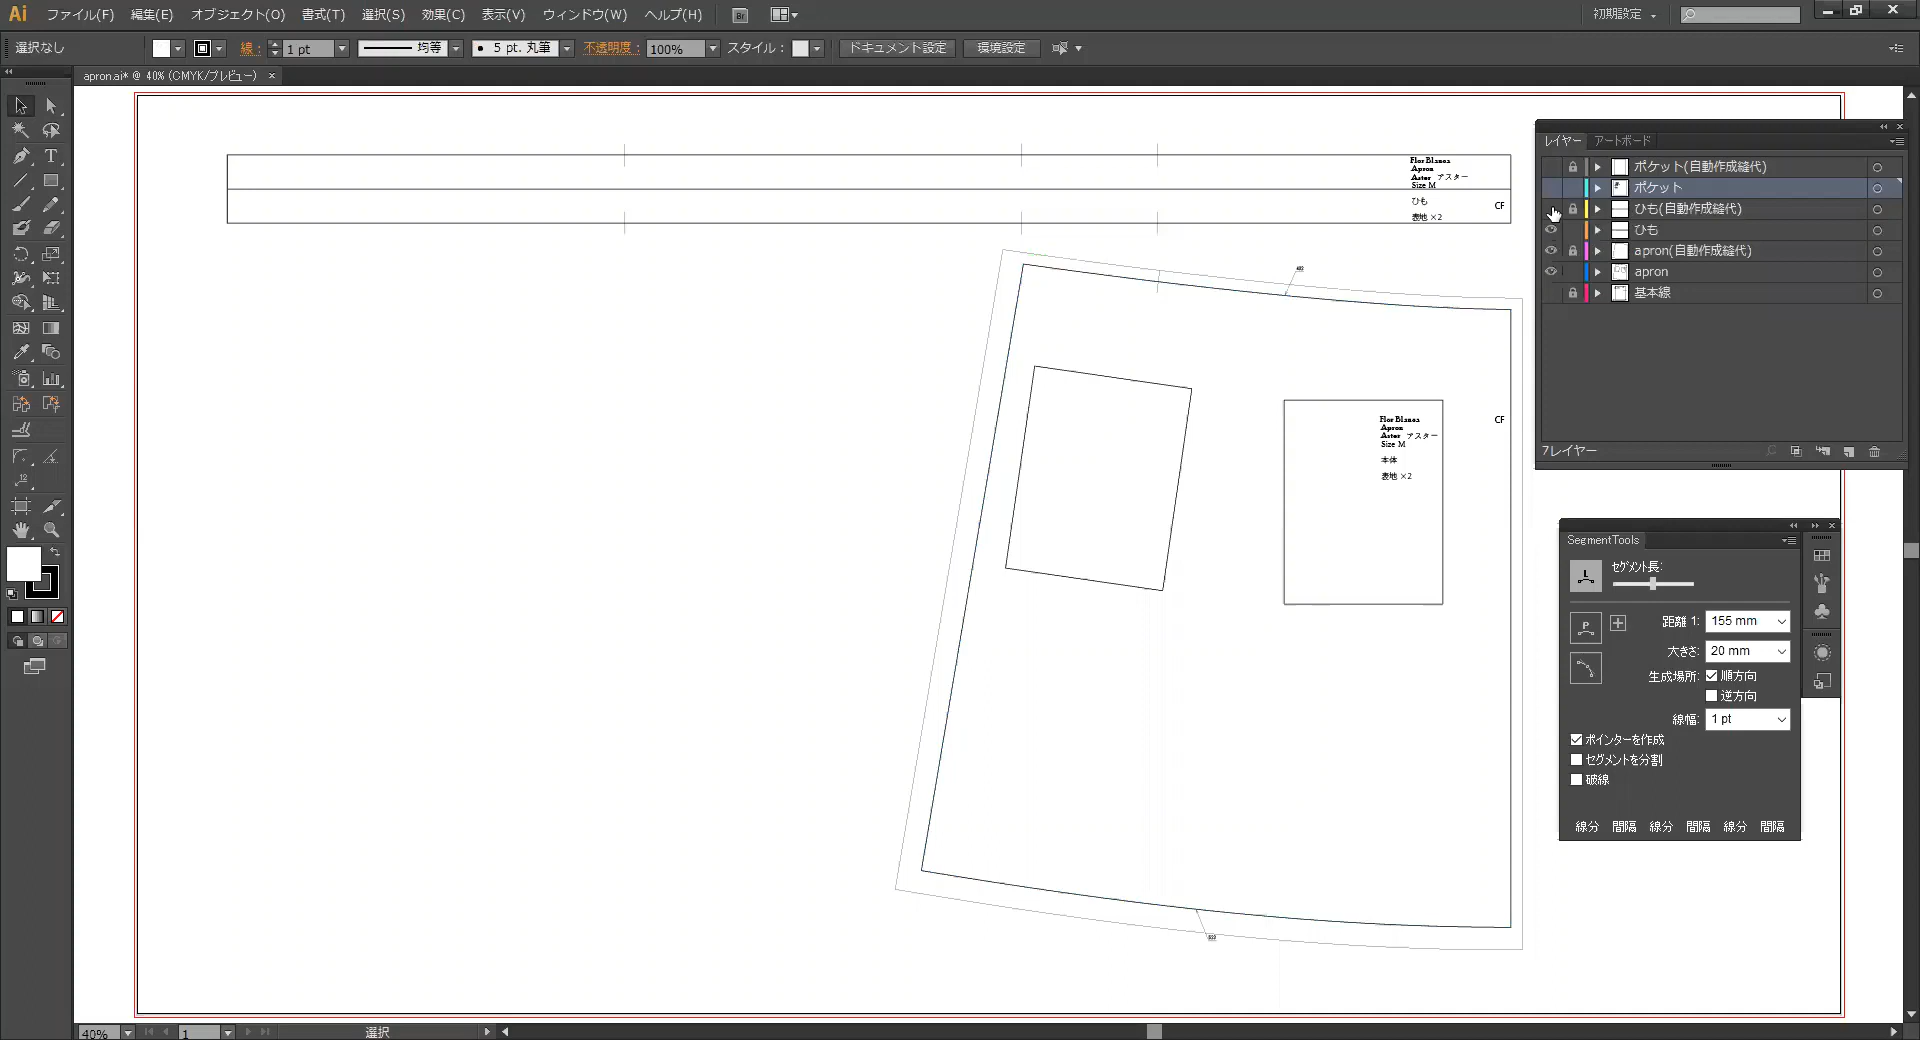 Ai ファイル(F) 編集(E) オブジェクト(O) 書式(T) 選択(S) 効果(C) 表示(V) ウィンドウ(W) ヘルプ(H) Br 初期設定
選択なし 線: 1 pt 均等 5 pt. 丸筆 不透明度: 100% スタイル: ドキュメント設定 環境設定
apron.ai* @ 40% (CMYK/プレビュー) ×
Flor Blanca
Apron
Aster アスター
Size M
ひも
表地 ×2
CF
Flor Blanca
Apron
Aster アスター
Size M
本体
表地 ×2
CF
レイヤー アートボード
ポケット(自動作成縫代)
ポケット
ひも(自動作成縫代)
ひも
apron(自動作成縫代)
apron
基本線
7レイヤー
SegmentTools
L セグメント長:
P 距離 1: 155 mm
大きさ: 20 mm
生成場所: 順方向
逆方向
線幅: 1 pt
ポインターを作成
セグメントを分割
破線
線分 間隔 線分 間隔 線分 間隔
40% 1 選択